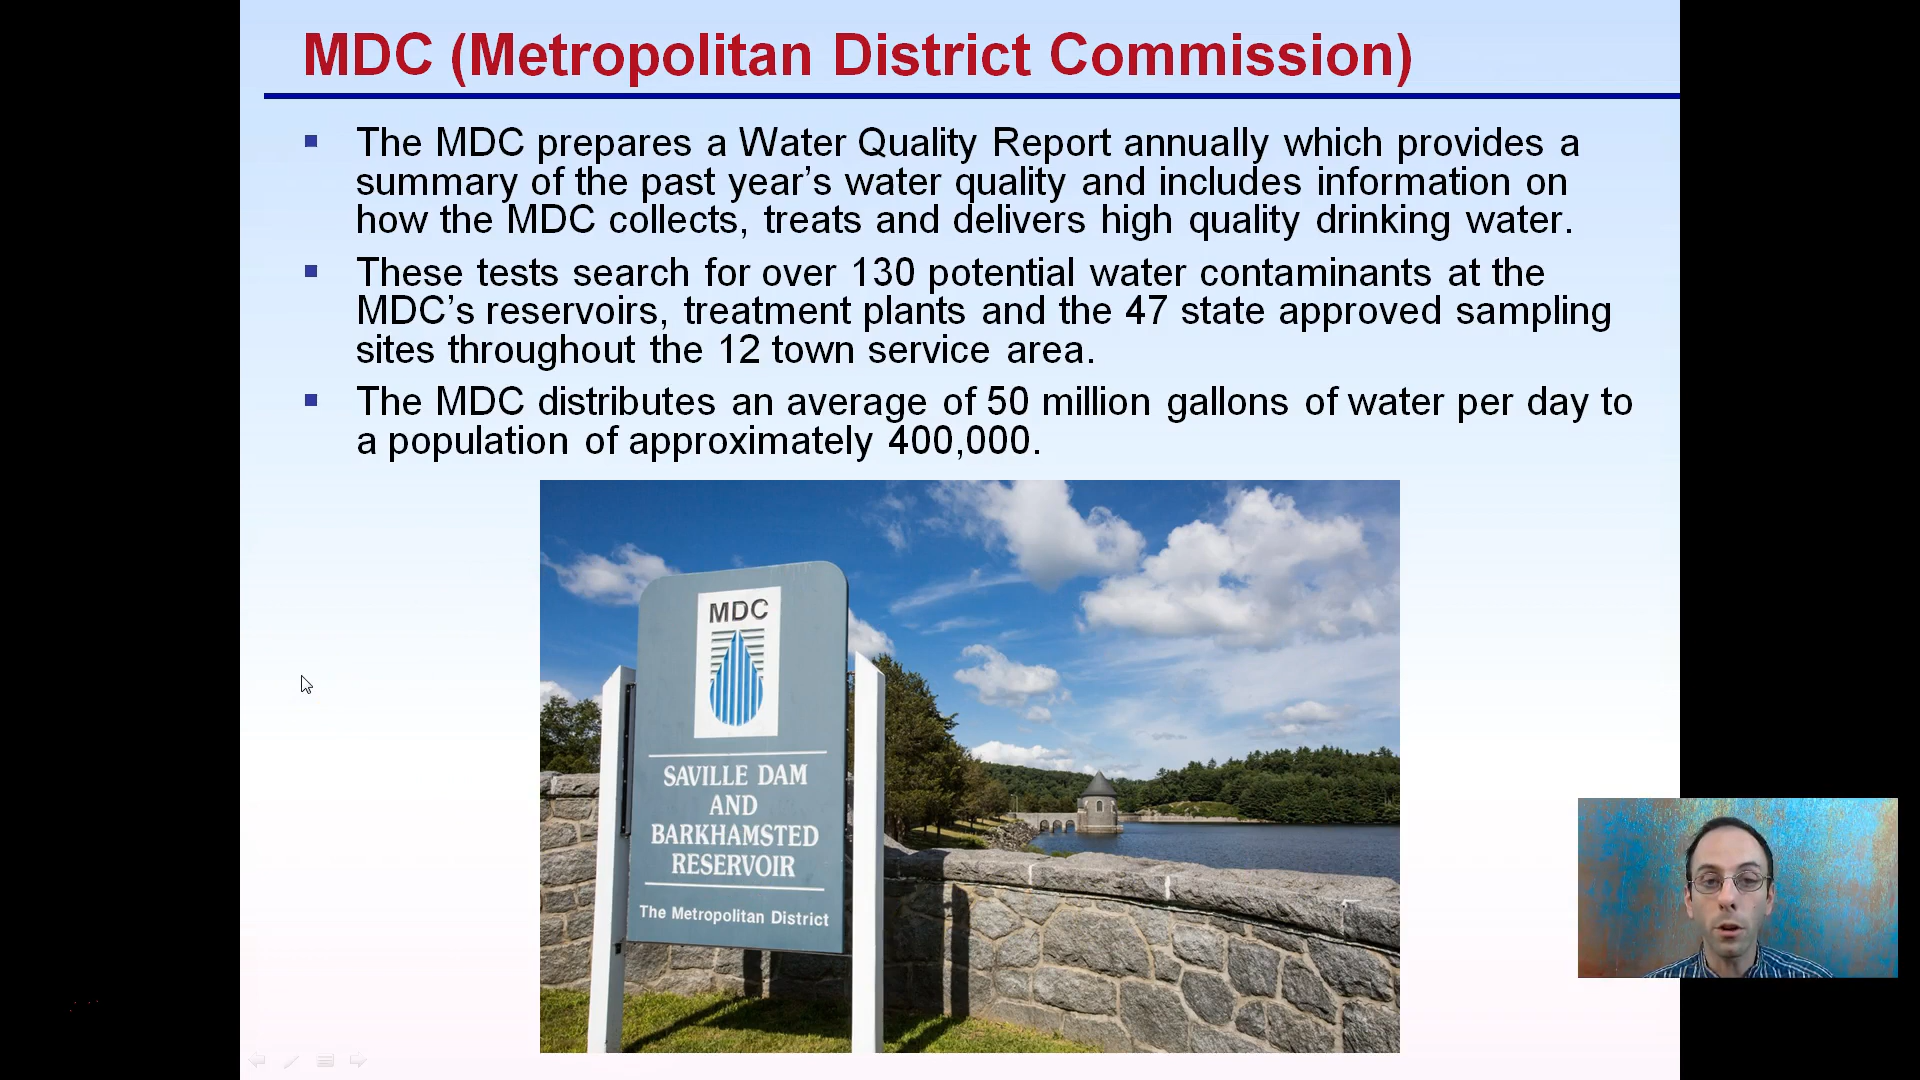 MDC (Metropolitan District Commission)
The MDC prepares a Water Quality Report annually which provides a
summary of the past year’s water quality and includes information on
how the MDC collects, treats and delivers high quality drinking water.
These tests search for over 130 potential water contaminants at the
MDC’s reservoirs, treatment plants and the 47 state approved sampling
sites throughout the 12 town service area.
The MDC distributes an average of 50 million gallons of water per day to
a population of approximately 400,000.
MDC
SAVILLE DAM
AND
BARKHAMSTED
RESERVOIR
The Metropolitan District